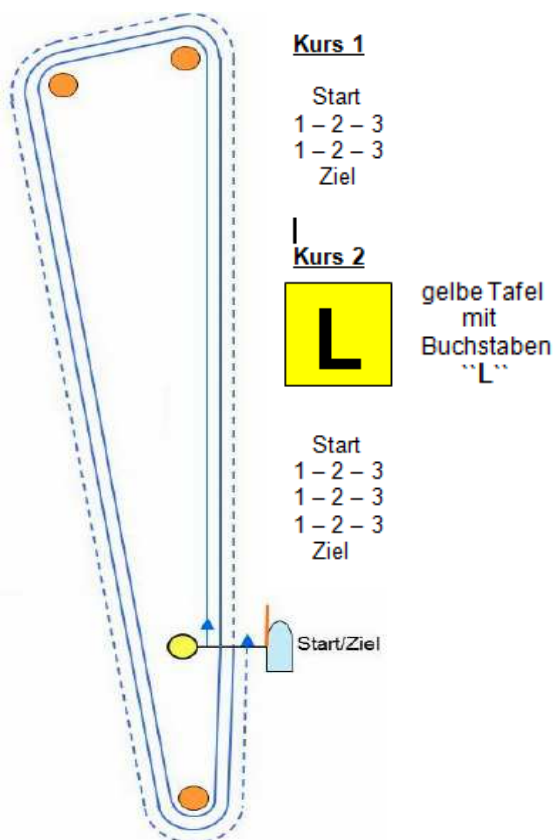 Kurs 1
Start
1 – 2 – 3
1 – 2 – 3
Ziel
Kurs 2
L
gelbe Tafel
mit
Buchstaben
``L``
Start
1 – 2 – 3
1 – 2 – 3
1 – 2 – 3
Ziel
Start/Ziel